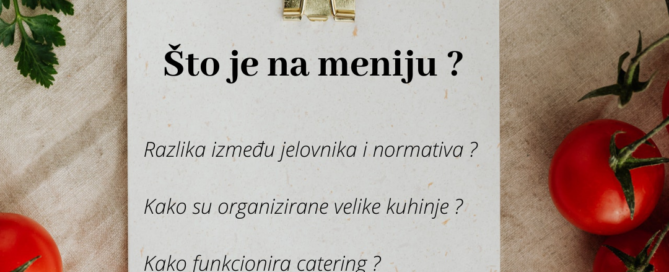 Što je na meniju ?
Razlika između jelovnika i normativa ?
Kako su organizirane velike kuhinje ?
Kako funkcionira catering ?